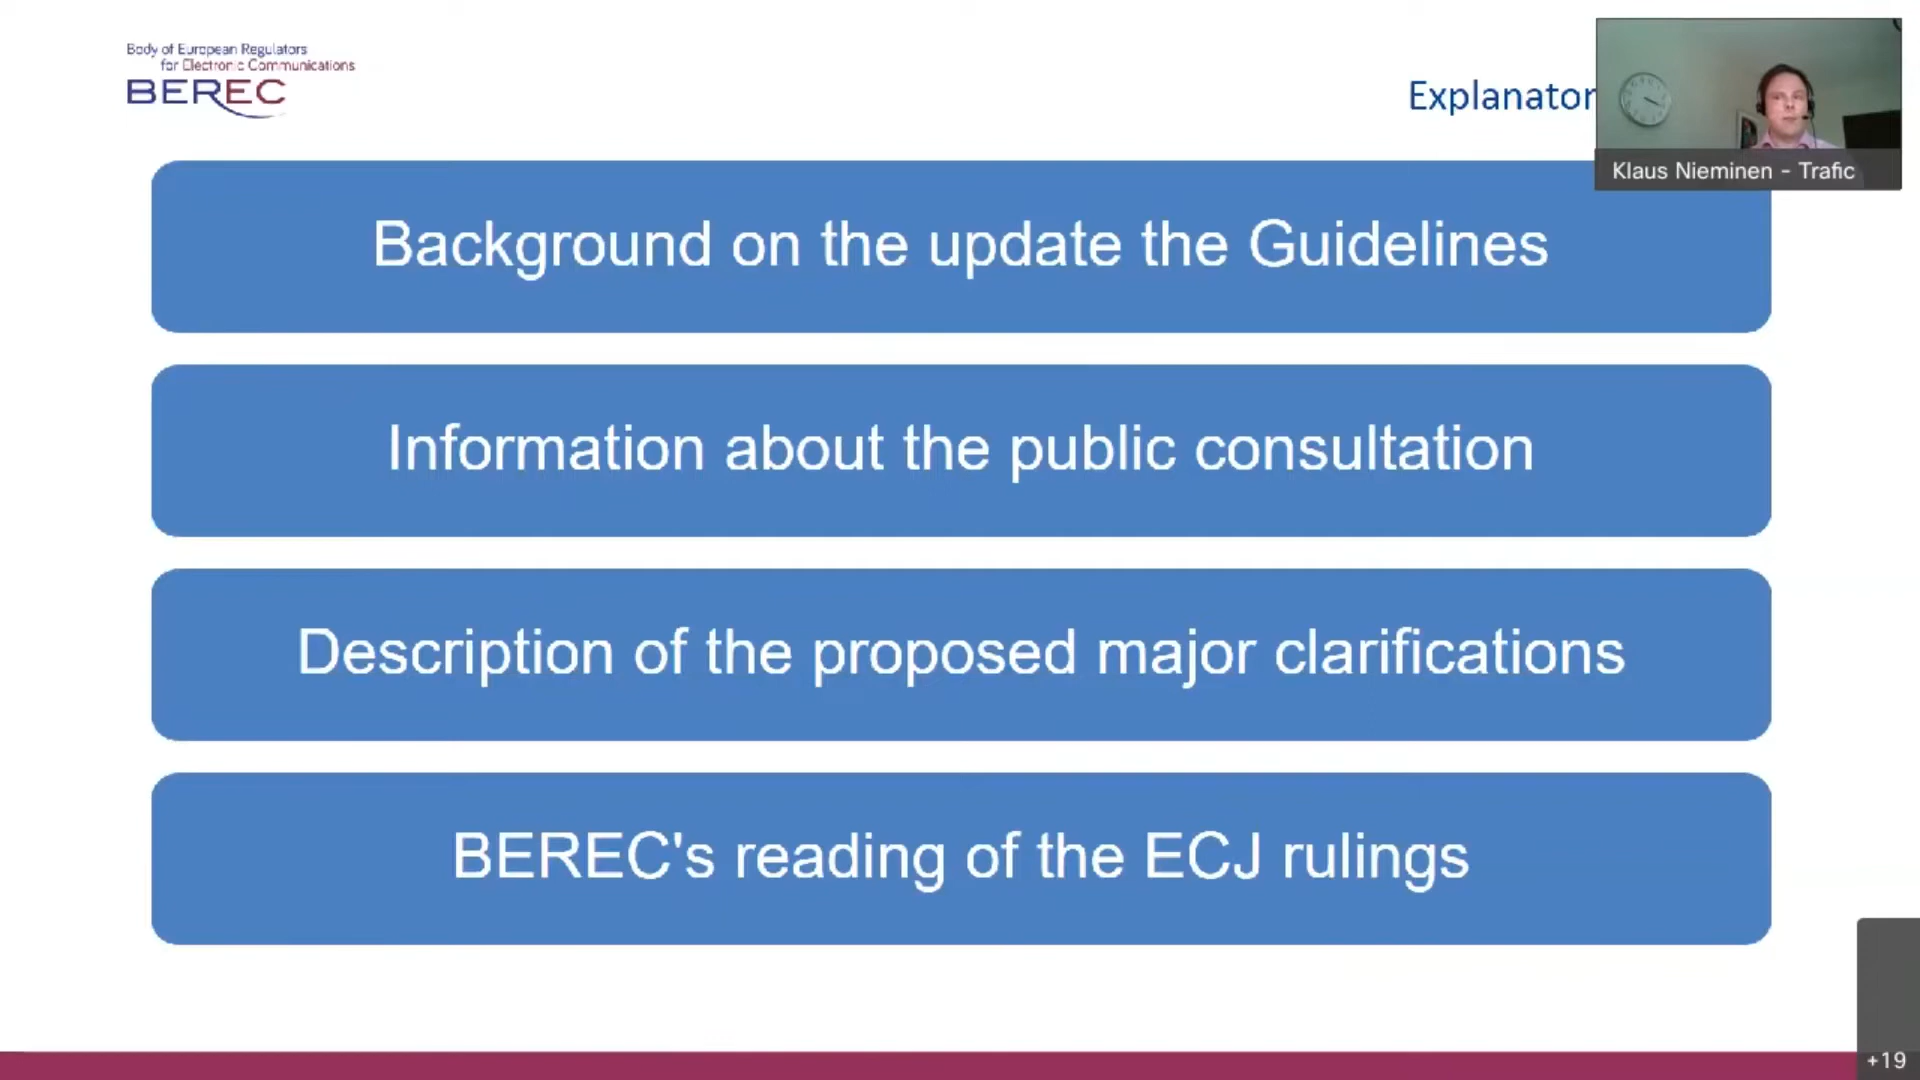 Body of European Regulators
for Electronic Communications
BEREC
Explanator
Klaus Nieminen - Trafic
Background on the update the Guidelines
Information about the public consultation
Description of the proposed major clarifications
BEREC's reading of the ECJ rulings
+19